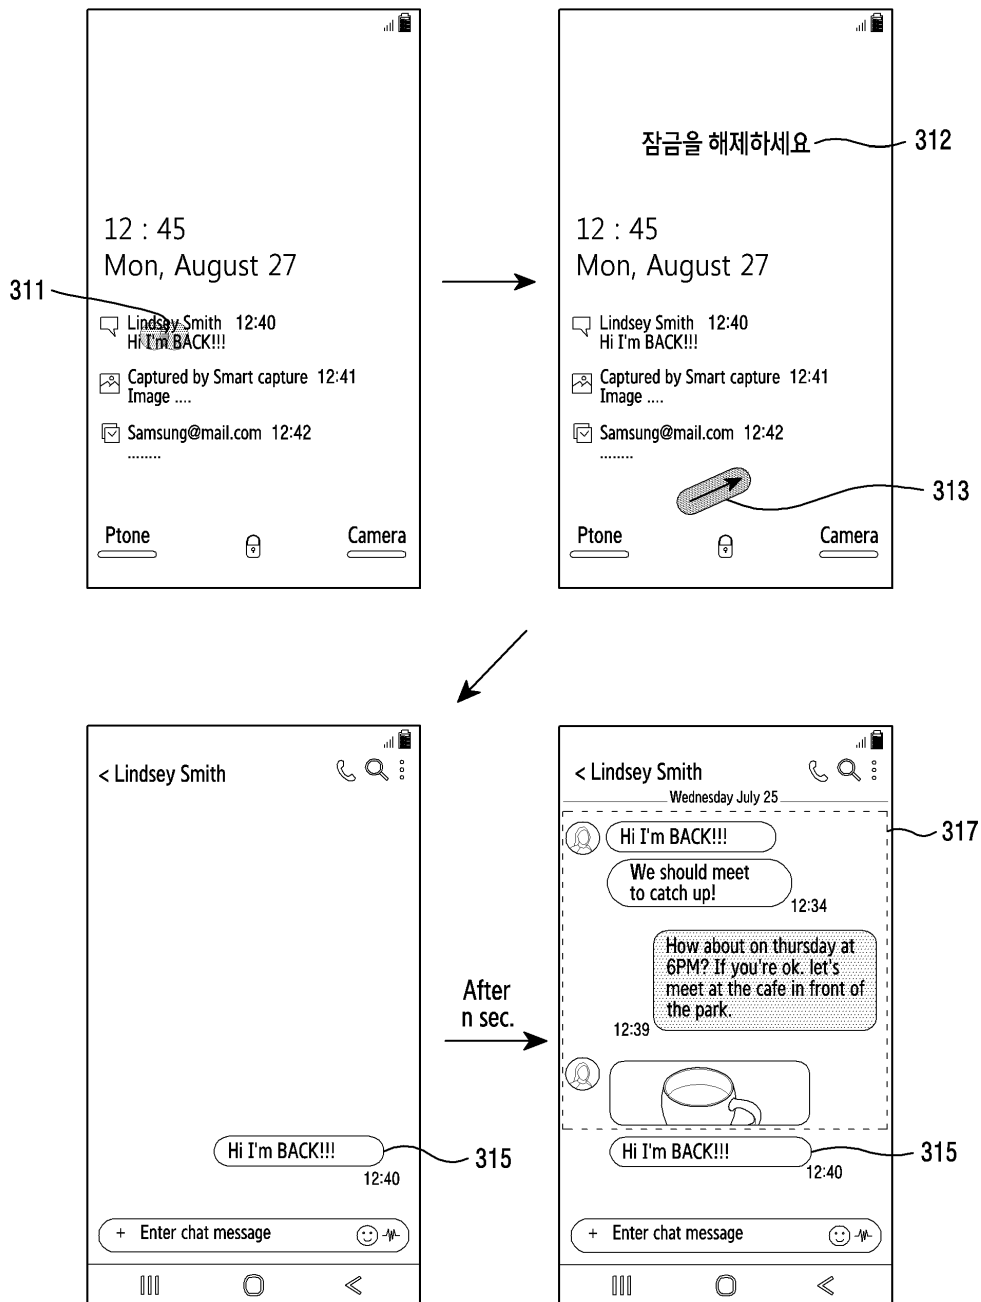 12 : 45
Mon, August 27
311
Lindsey Smith 12:40
Hi I'm BACK!!!
Captured by Smart capture 12:41
Image ....
Samsung@mail.com 12:42
........
Ptone
Camera
잠금을 해제하세요
312
12 : 45
Mon, August 27
Lindsey Smith 12:40
Hi I'm BACK!!!
Captured by Smart capture 12:41
Image ....
Samsung@mail.com 12:42
........
313
Ptone
Camera
< Lindsey Smith
Hi I'm BACK!!!
315
12:40
+ Enter chat message
After
n sec.
< Lindsey Smith
Wednesday July 25
317
Hi I'm BACK!!!
We should meet
to catch up!
12:34
How about on thursday at
6PM? If you're ok. let's
meet at the cafe in front of
the park.
12:39
Hi I'm BACK!!!
315
12:40
+ Enter chat message